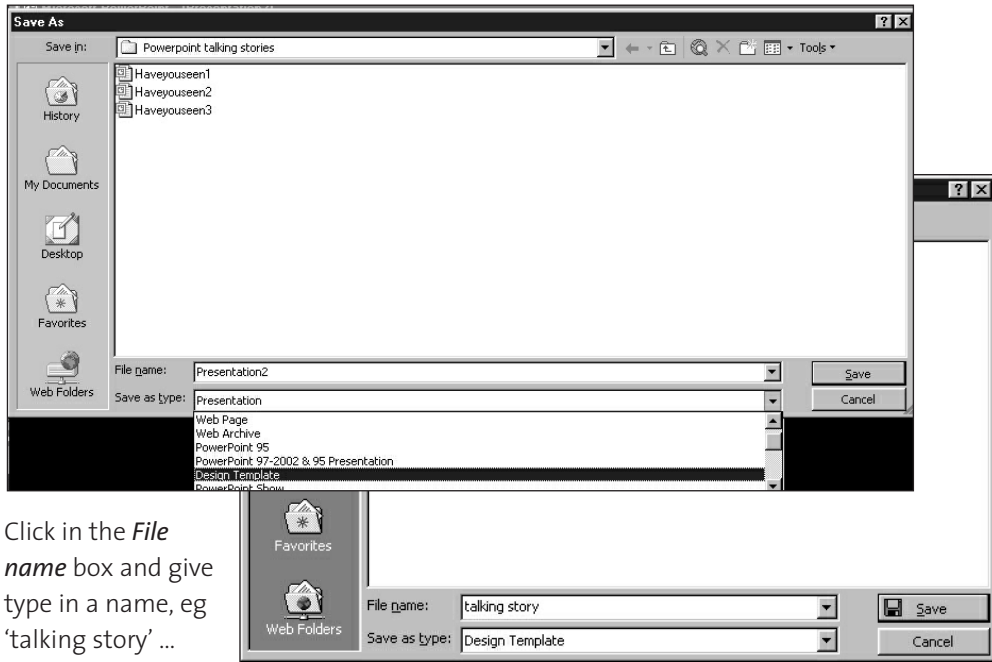 Save As
Save in: Powerpoint talking stories Tools
Haveyouseen1
Haveyouseen2
Haveyouseen3
History
My Documents
Desktop
Favorites
Web Folders
File name: Presentation2 Save
Save as type: Presentation Cancel
Web Page
Web Archive
PowerPoint 95
PowerPoint 97-2002 & 95 Presentation
Design Template
PowerPoint Show
Click in the File
name box and give
type in a name, eg
‘talking story’ ...
Favorites
Web Folders
File name: talking story Save
Save as type: Design Template Cancel